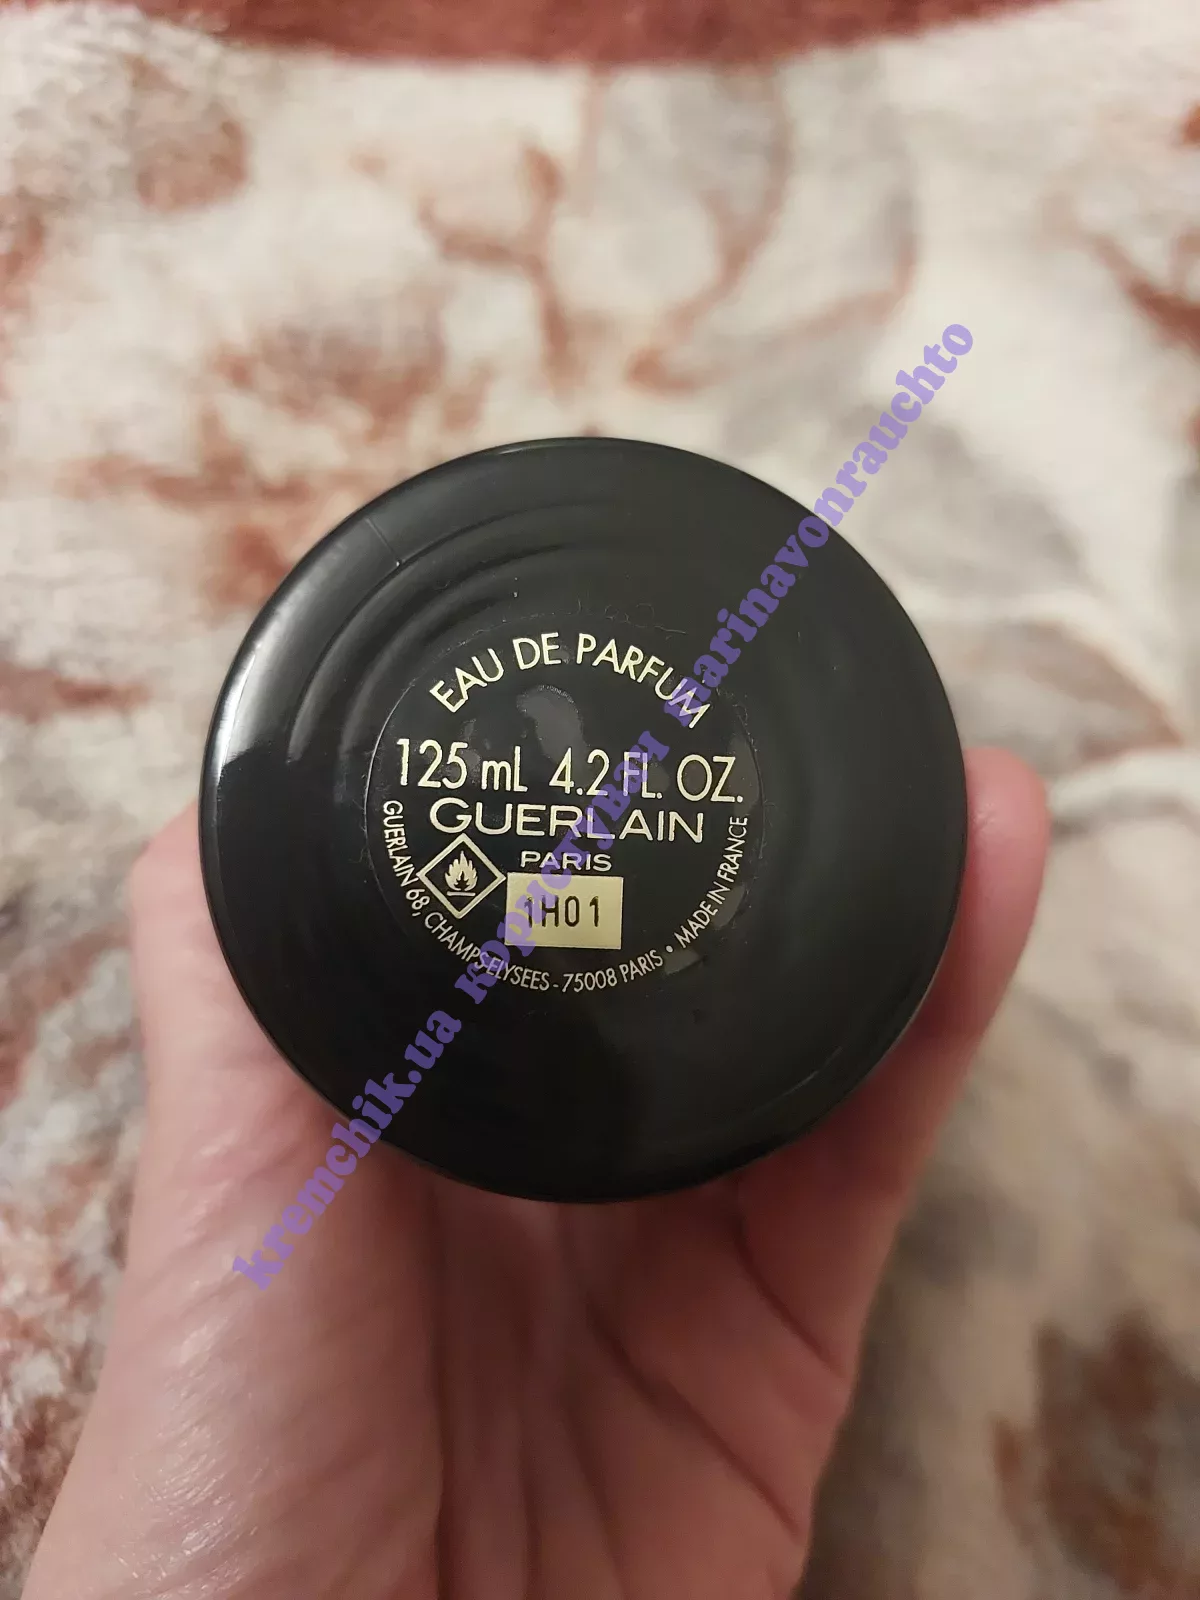 EAU DE PARFUM
125 mL 4.2 FL. OZ.
GUERLAIN
PARIS
1H01
GUERLAIN 68, CHAMPS ELYSEES - 75008 PARIS • MADE IN FRANCE
kremchik.ua користувач marinavonrauchto